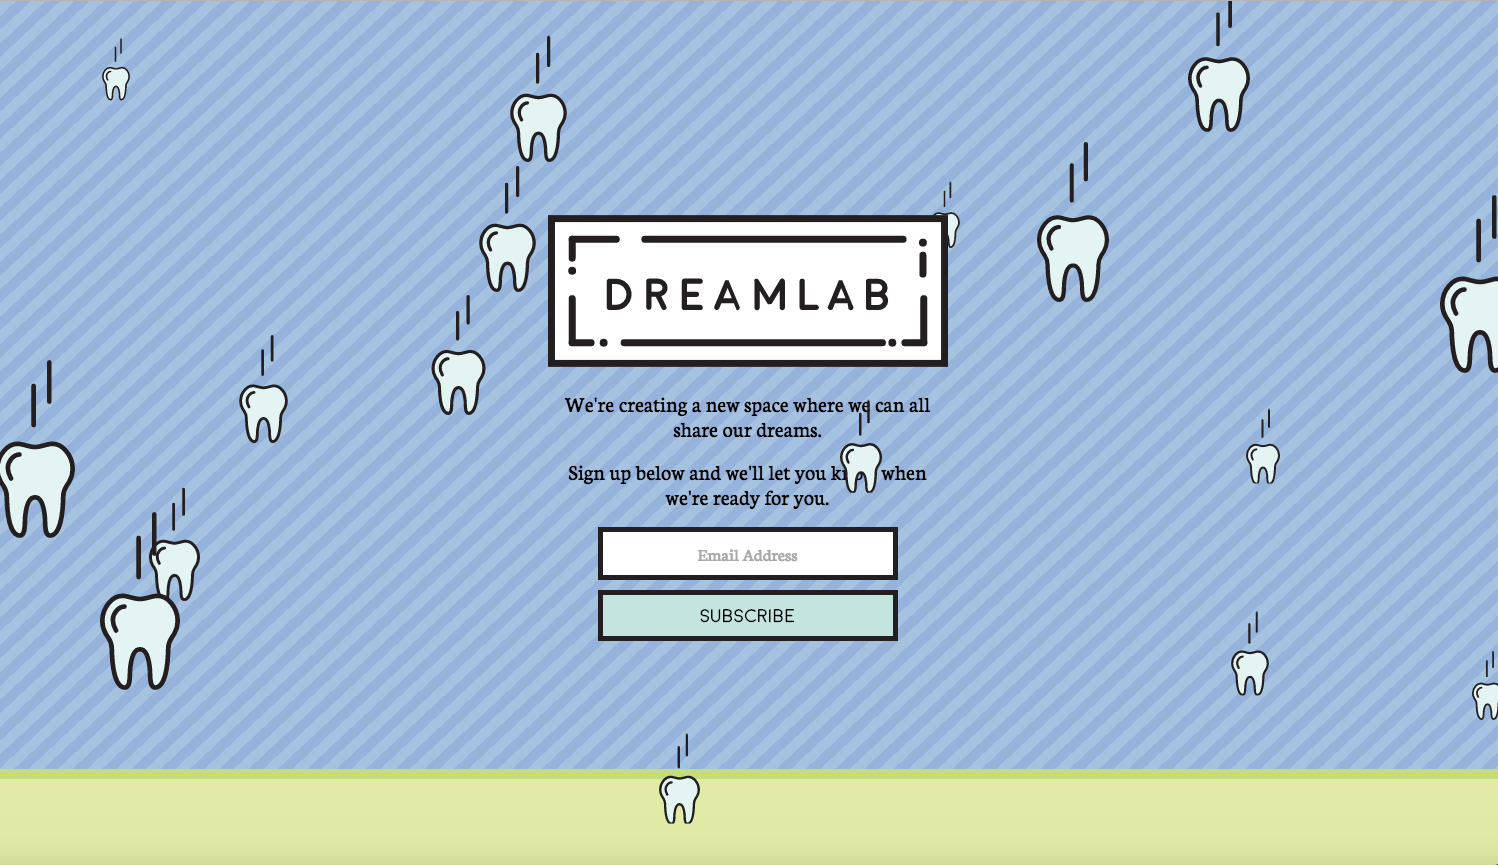 DREAMLAB
We're creating a new space where we can all
share our dreams.
Sign up below and we'll let you know when
we're ready for you.
Email Address
SUBSCRIBE